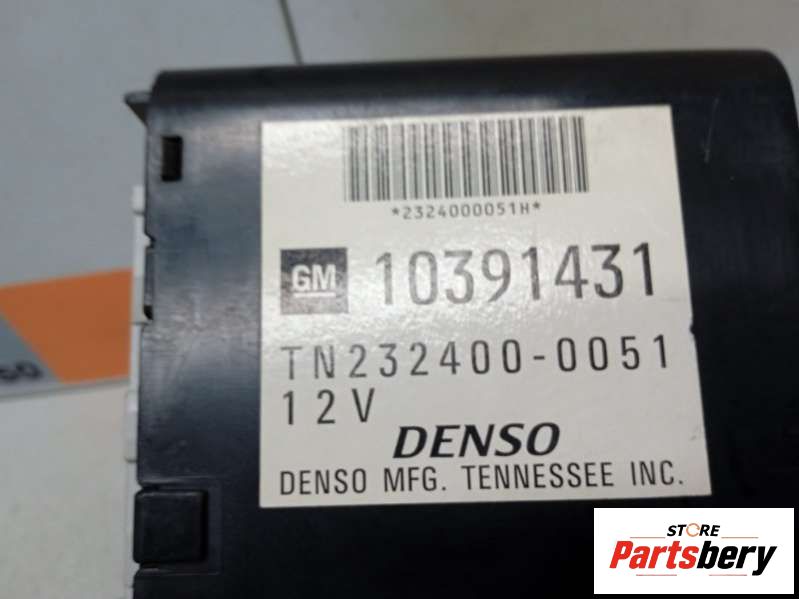 *2324000051H*
GM 10391431
TN232400-0051
12V
DENSO
DENSO MFG. TENNESSEE INC.
STORE
Partsbery